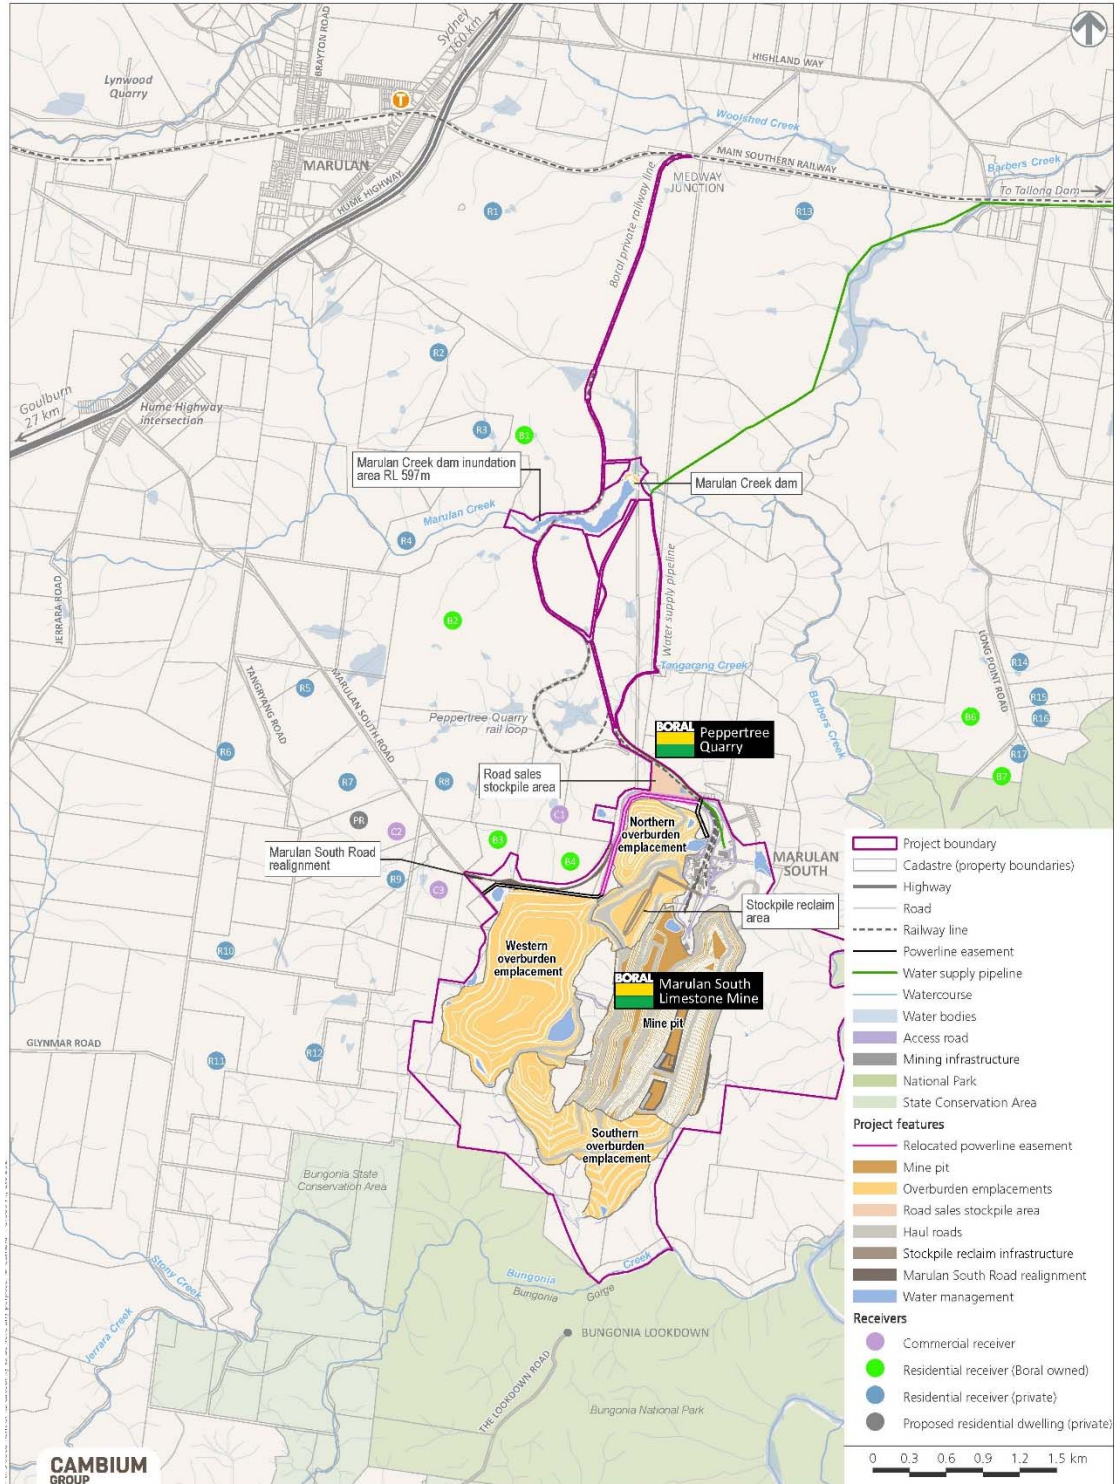 Sydney
160 km
BRAYTON ROAD
Lynwood
Quarry
T
HIGHLAND WAY
Woolshed Creek
MARULAN
HUME HIGHWAY
MAIN SOUTHERN RAILWAY
MEDWAY
JUNCTION
Barbers Creek
To Tallong Dam
R1
R13
Boral private railway line
R2
Goulburn
27 km
Hume Highway
intersection
R3
B1
Marulan Creek dam inundation
area RL 597m
Marulan Creek dam
Marulan Creek
R4
JERRARA ROAD
B2
Water supply pipeline
Tangarang Creek
LONG POINT ROAD
R14
R15
R16
R17
B6
B7
TANGRYANG ROAD
MARULAN SOUTH ROAD
R5
R6
Barbers Creek
Peppertree Quarry
rail loop
BORAL
Peppertree
Quarry
Road sales
stockpile area
R7
R8
PR
C2
C1
Northern
overburden
emplacement
Marulan South Road
realignment
B3
B4
MARULAN
SOUTH
R9
C3
Stockpile reclaim
area
R10
Western
overburden
emplacement
BORAL
Marulan South
Limestone Mine
Mine pit
GLYNMAR ROAD
R11
R12
Southern
overburden
emplacement
Bungonia State
Conservation Area
Stony Creek
Jerrara Creek
Bungonia Creek
Bungonia Gorge
BUNGONIA LOOKDOWN
THE LOOKDOWN ROAD
Bungonia National Park
CAMBIUM
GROUP
Project boundary
Cadastre (property boundaries)
Highway
Road
Railway line
Powerline easement
Water supply pipeline
Watercourse
Water bodies
Access road
Mining infrastructure
National Park
State Conservation Area
Project features
Relocated powerline easement
Mine pit
Overburden emplacements
Road sales stockpile area
Haul roads
Stockpile reclaim infrastructure
Marulan South Road realignment
Water management
Receivers
Commercial receiver
Residential receiver (Boral owned)
Residential receiver (private)
Proposed residential dwelling (private)
0 0.3 0.6 0.9 1.2 1.5 km